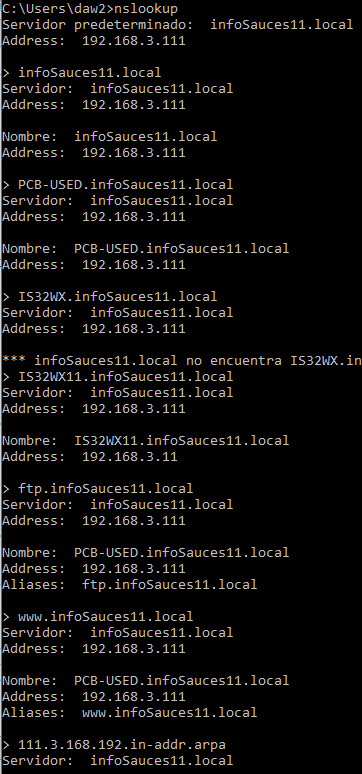 C:\Users\daw2>nslookup
Servidor predeterminado:  infoSauces11.local
Address:  192.168.3.111

> infoSauces11.local
Servidor:  infoSauces11.local
Address:  192.168.3.111

Nombre:  infoSauces11.local
Address:  192.168.3.111

> PCB-USED.infoSauces11.local
Servidor:  infoSauces11.local
Address:  192.168.3.111

Nombre:  PCB-USED.infoSauces11.local
Address:  192.168.3.111

> IS32WX.infoSauces11.local
Servidor:  infoSauces11.local
Address:  192.168.3.111

*** infoSauces11.local no encuentra IS32WX.in
> IS32WX11.infoSauces11.local
Servidor:  infoSauces11.local
Address:  192.168.3.111

Nombre:  IS32WX11.infoSauces11.local
Address:  192.168.3.11

> ftp.infoSauces11.local
Servidor:  infoSauces11.local
Address:  192.168.3.111

Nombre:  PCB-USED.infoSauces11.local
Address:  192.168.3.111
Aliases:  ftp.infoSauces11.local

> www.infoSauces11.local
Servidor:  infoSauces11.local
Address:  192.168.3.111

Nombre:  PCB-USED.infoSauces11.local
Address:  192.168.3.111
Aliases:  www.infoSauces11.local

> 111.3.168.192.in-addr.arpa
Servidor:  infoSauces11.local